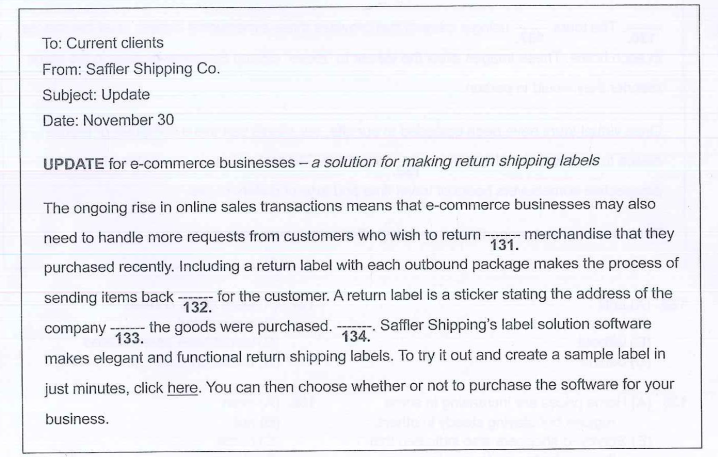 To: Current clients
From: Saffler Shipping Co.
Subject: Update
Date: November 30
UPDATE for e-commerce businesses – a solution for making return shipping labels
The ongoing rise in online sales transactions means that e-commerce businesses may also
need to handle more requests from customers who wish to return ------- merchandise that they
131.
purchased recently. Including a return label with each outbound package makes the process of
sending items back ------- for the customer. A return label is a sticker stating the address of the
132.
company ------- the goods were purchased. -------. Saffler Shipping's label solution software
133. 134.
makes elegant and functional return shipping labels. To try it out and create a sample label in
just minutes, click here. You can then choose whether or not to purchase the software for your
business.